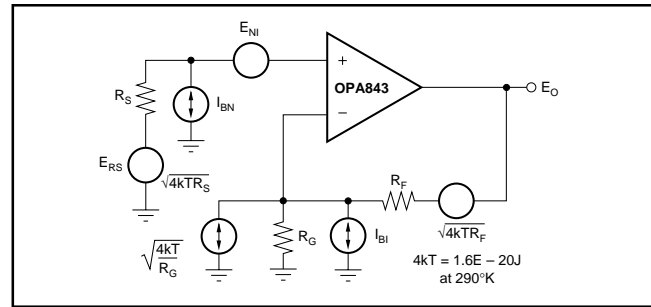 E_NI
OPA843
+
−
R_S
I_BN
E_O
E_RS
√4kTR_S
R_F
√4kTR_F
√4kT/R_G
R_G
I_BI
4kT = 1.6E – 20J
at 290°K